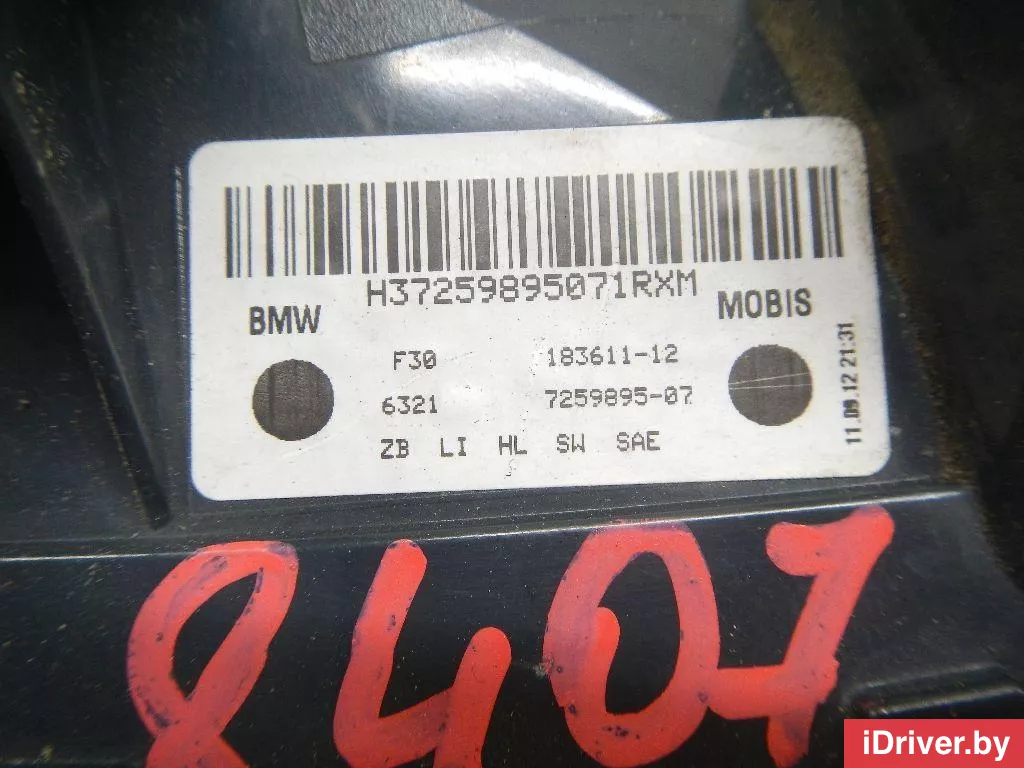 H37259895071RXM
BMW
MOBIS
F30 183611-12
6321 7259895-07
ZB LI HL SW SAE
11.09.12 21:31
8407
iDriver.by